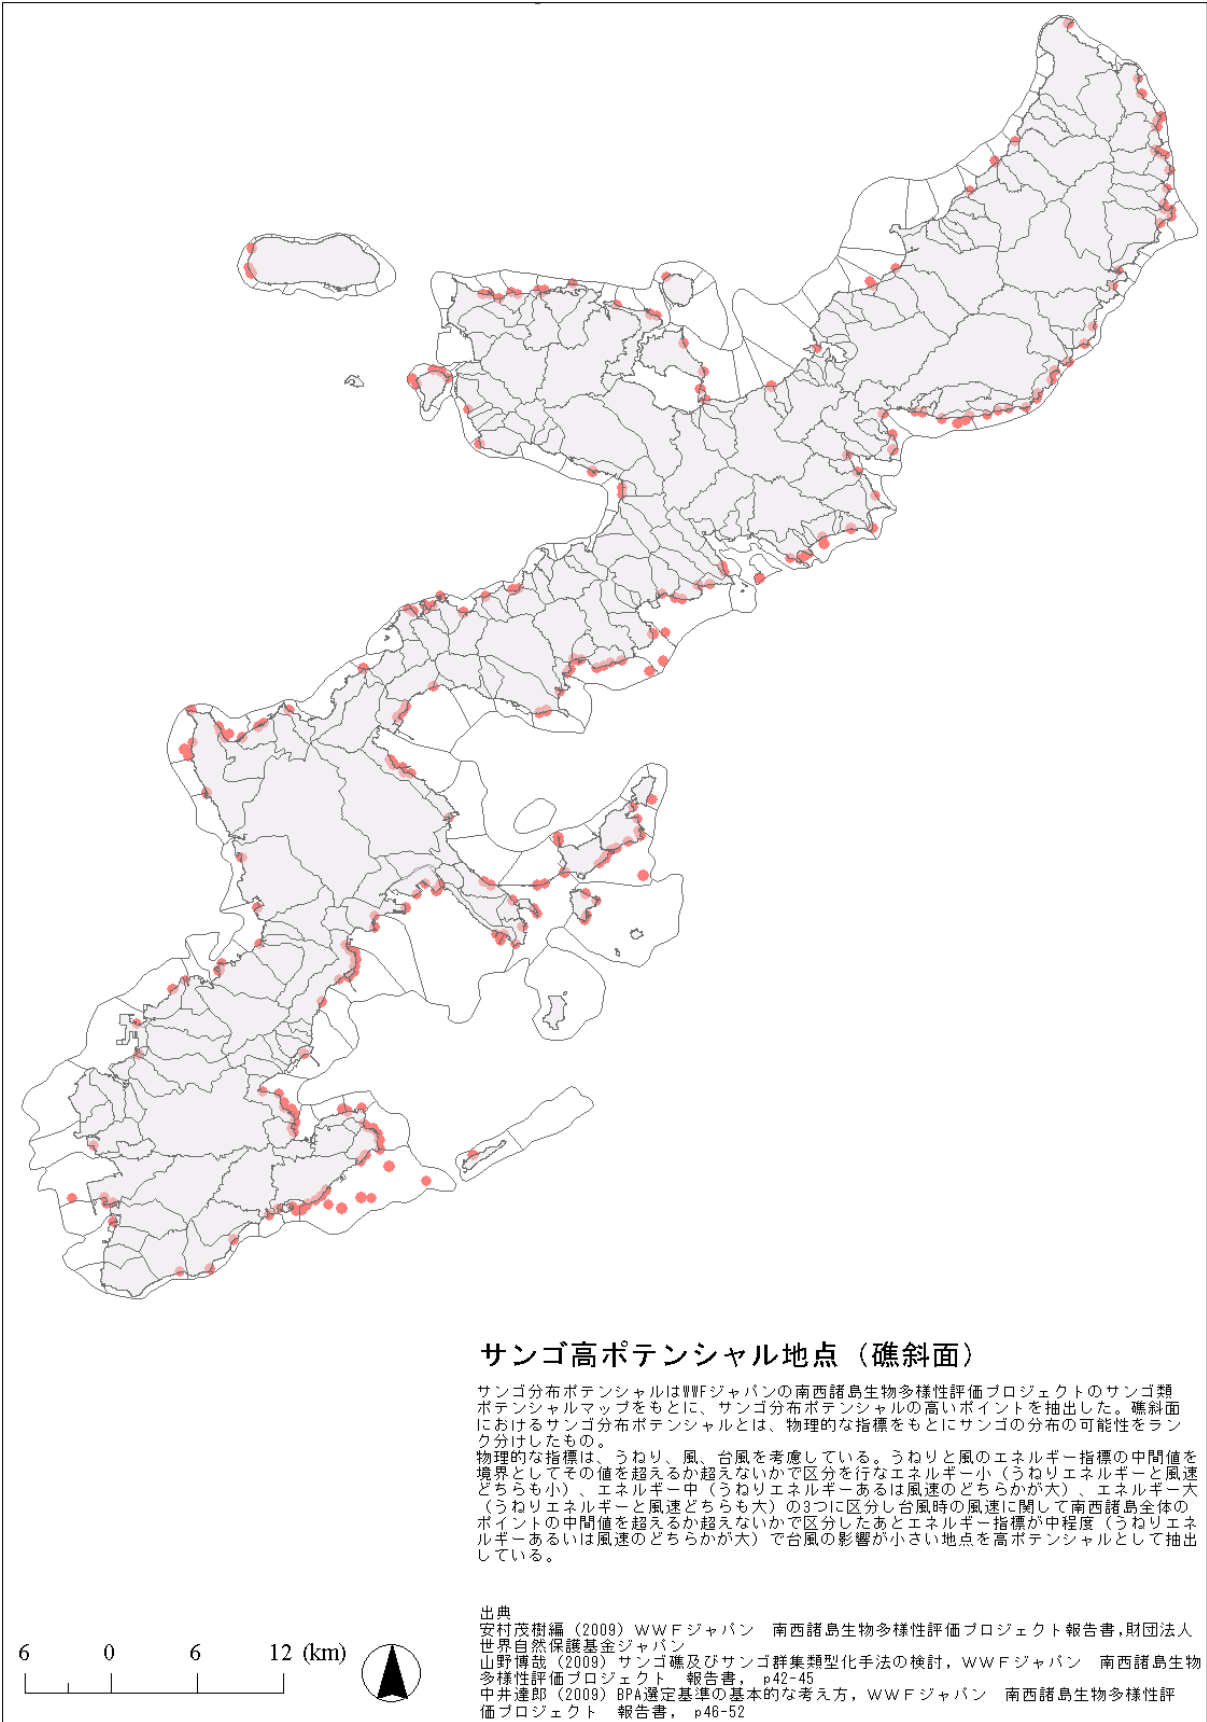 サンゴ高ポテンシャル地点（礁斜面）
サンゴ分布ポテンシャルはWWFジャパンの南西諸島生物多様性評価プロジェクトのサンゴ類
ポテンシャルマップをもとに、サンゴ分布ポテンシャルの高いポイントを抽出した。礁斜面
におけるサンゴ分布ポテンシャルとは、物理的な指標をもとにサンゴの分布の可能性をラン
ク分けしたもの。
物理的な指標は、うねり、風、台風を考慮している。うねりと風のエネルギー指標の中間値を
境界としてその値を超えるか超えないかで区分を行なエネルギー小（うねりエネルギーと風速
どちらも小）、エネルギー中（うねりエネルギーあるは風速のどちらかが大）、エネルギー大
（うねりエネルギーと風速どちらも大）の3つに区分し台風時の風速に関して南西諸島全体の
ポイントの中間値を超えるか超えないかで区分したあとエネルギー指標が中程度（うねりエネ
ルギーあるいは風速のどちらかが大）で台風の影響が小さい地点を高ポテンシャルとして抽出
している。
出典
安村茂樹編（2009）ＷＷＦジャパン　南西諸島生物多様性評価プロジェクト報告書,財団法人
世界自然保護基金ジャパン
山野博哉（2009）サンゴ礁及びサンゴ群集類型化手法の検討，ＷＷＦジャパン　南西諸島生物
多様性評価プロジェクト　報告書，　p42-45
中井達郎（2009）BPA選定基準の基本的な考え方，ＷＷＦジャパン　南西諸島生物多様性評
価プロジェクト　報告書，　p46-52
6 0 6 12 (km)